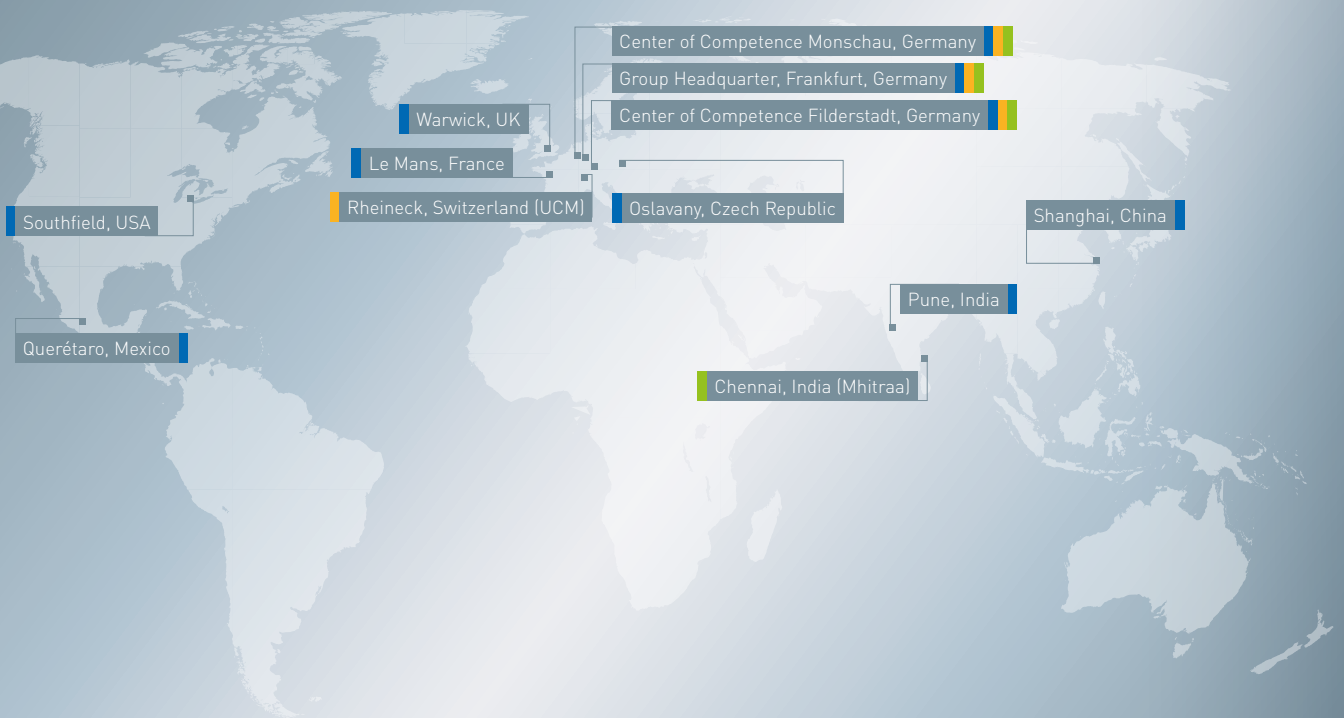 Center of Competence Monschau, Germany
Group Headquarter, Frankfurt, Germany
Center of Competence Filderstadt, Germany
Warwick, UK
Le Mans, France
Rheineck, Switzerland (UCM)
Oslavany, Czech Republic
Southfield, USA
Shanghai, China
Pune, India
Querétaro, Mexico
Chennai, India (Mhitraa)